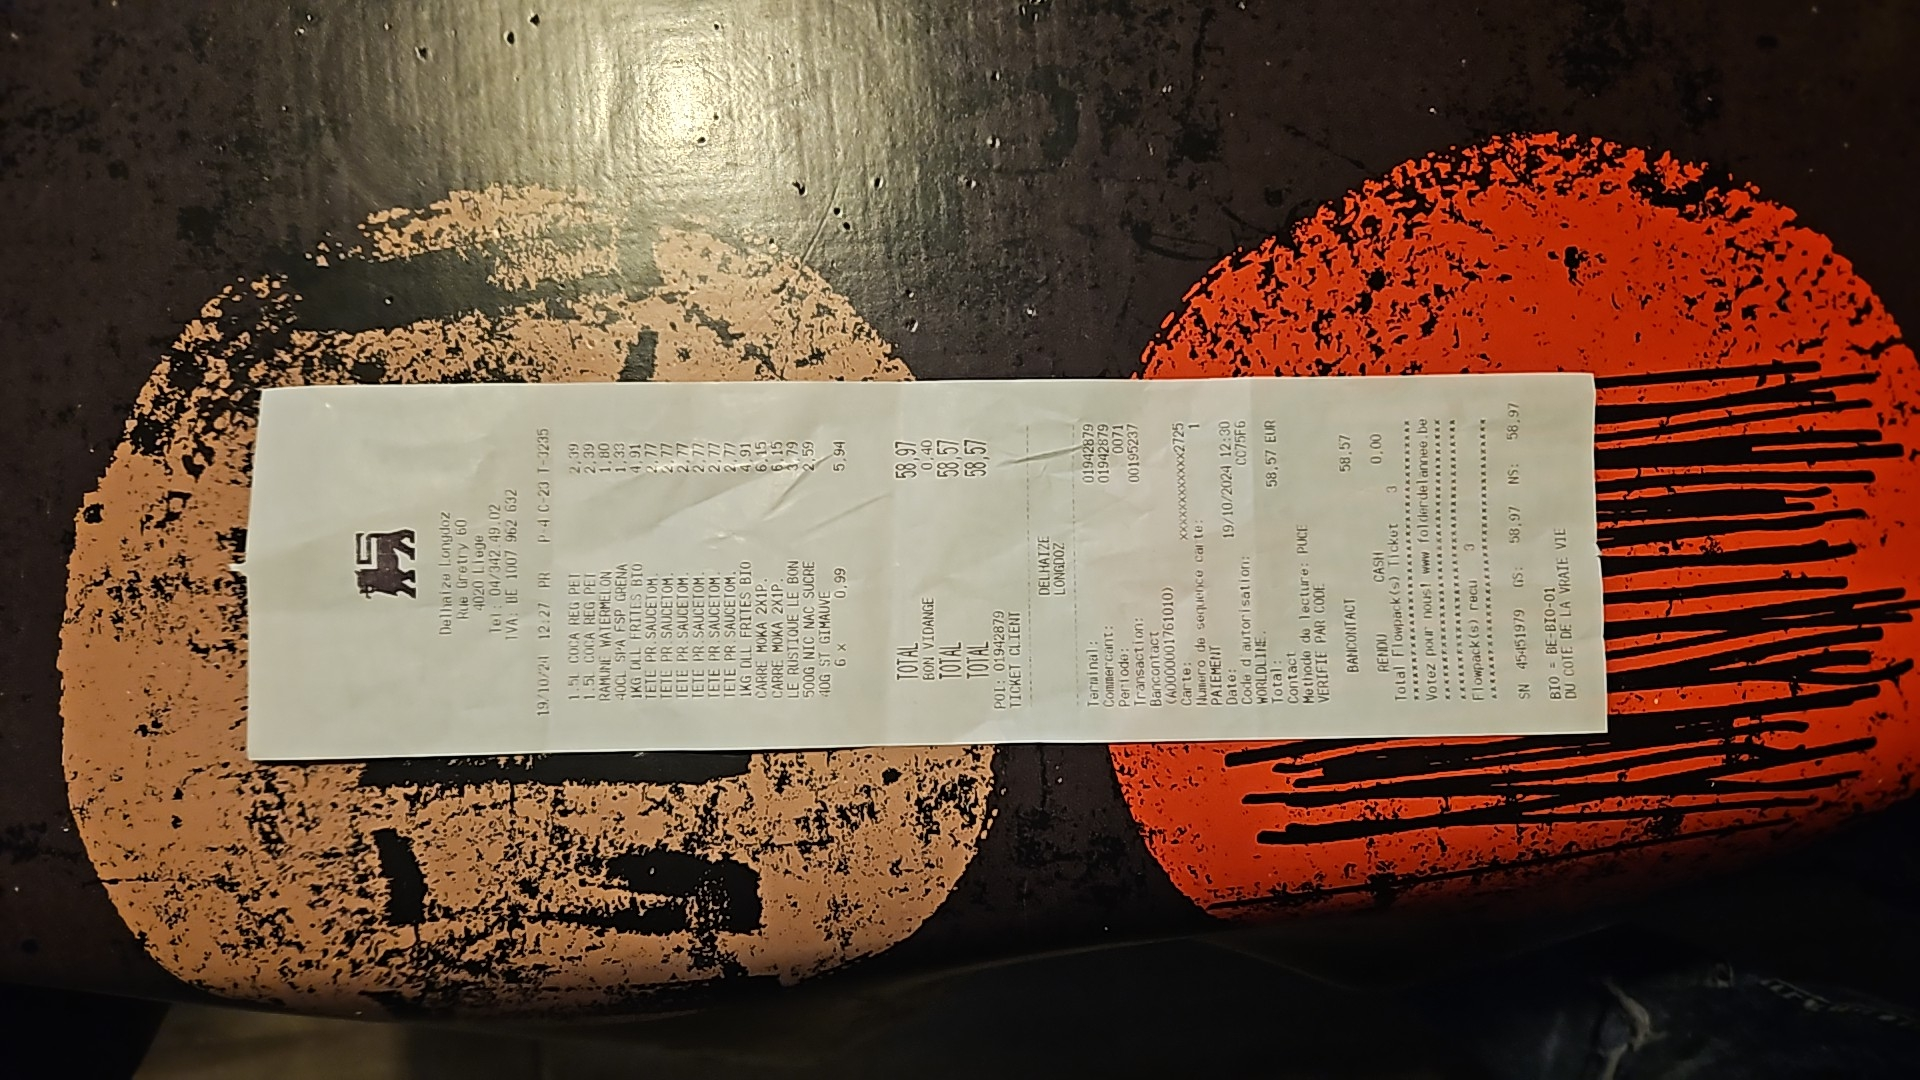 Delhaize Longdoz
Rue Gretry 60
4020 Liege
Tel: 04/342.49.02
TVA: BE 1007 962 632
19/10/24 12:27 PR P-4 C-23 T-3235
1.5L COCA REG PET 2,39
1.5L COCA REG PET 2,39
RAMUNE WATERMELON 1,80
40CL SPA FSP GRENA 1,33
1KG DLL FRITES BIO 4,91
TETE PR.SAUCETOM. 2,77
TETE PR.SAUCETOM. 2,77
TETE PR.SAUCETOM. 2,77
TETE PR.SAUCETOM. 2,77
TETE PR.SAUCETOM. 2,77
TETE PR.SAUCETOM. 2,77
1KG DLL FRITES BIO 4,91
CARRE MOKA 2X1P. 6,15
CARRE MOKA 2X1P. 6,15
LE RUSTIQUE LE BON 3,79
500G NIC NAC SUCRE 2,59
40G ST GIMAUVE
6 x 0,99 5,94
TOTAL 58,97
BON VIDANGE 0,40
TOTAL 58,57
TOTAL 58,57
POI: 01942879
TICKET CLIENT
DELHAIZE
LONGDOZ
Terminal: 01942879
Commercant: 01942879
Periode: 0071
Transaction: 00195237
Bancontact
(A0000001761010)
Carte: xxxxxxxxxxxxx2725
Numero de sequence carte: 1
PAIEMENT
Date: 19/10/2024 12:30
Code d'autorisation: CC75F6
WORLDLINE.
Total: 58,57 EUR
Contact
Methode de lecture: PUCE
VERIFIE PAR CODE
BANCONTACT 58,57
RENDU CASH 0,00
Total Flowpack(s) Ticket 3
Votez pour nous! www.folderdelannee.be
Flowpack(s) recu 3
SN 45451979 GS: 58,97 NS: 58,97
BIO = BE-BIO-01
DU COTE DE LA VRAIE VIE